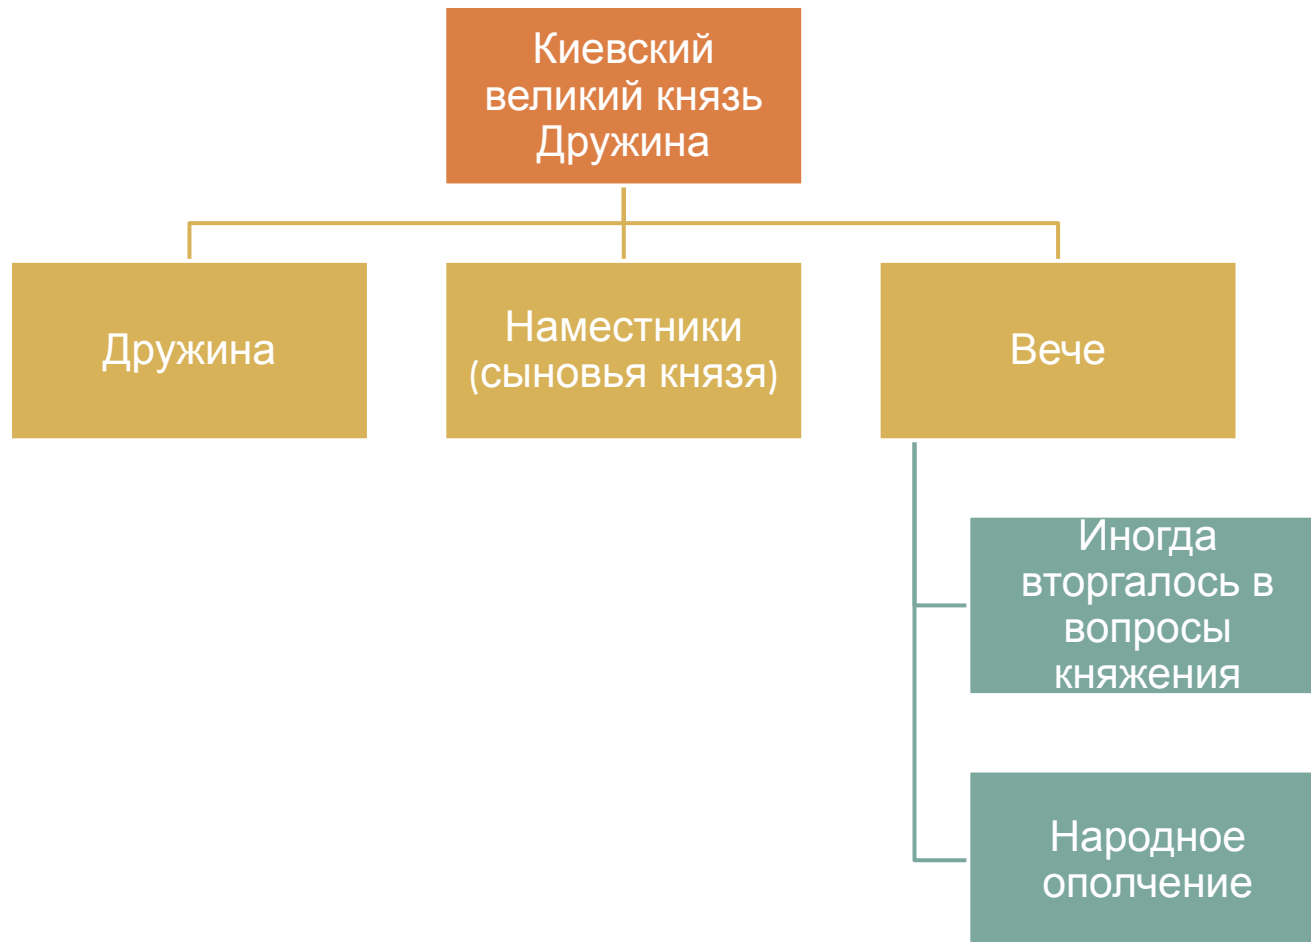 Киевский
великий князь
Дружина
Дружина
Наместники
(сыновья князя)
Вече
Иногда
вторгалось в
вопросы
княжения
Народное
ополчение